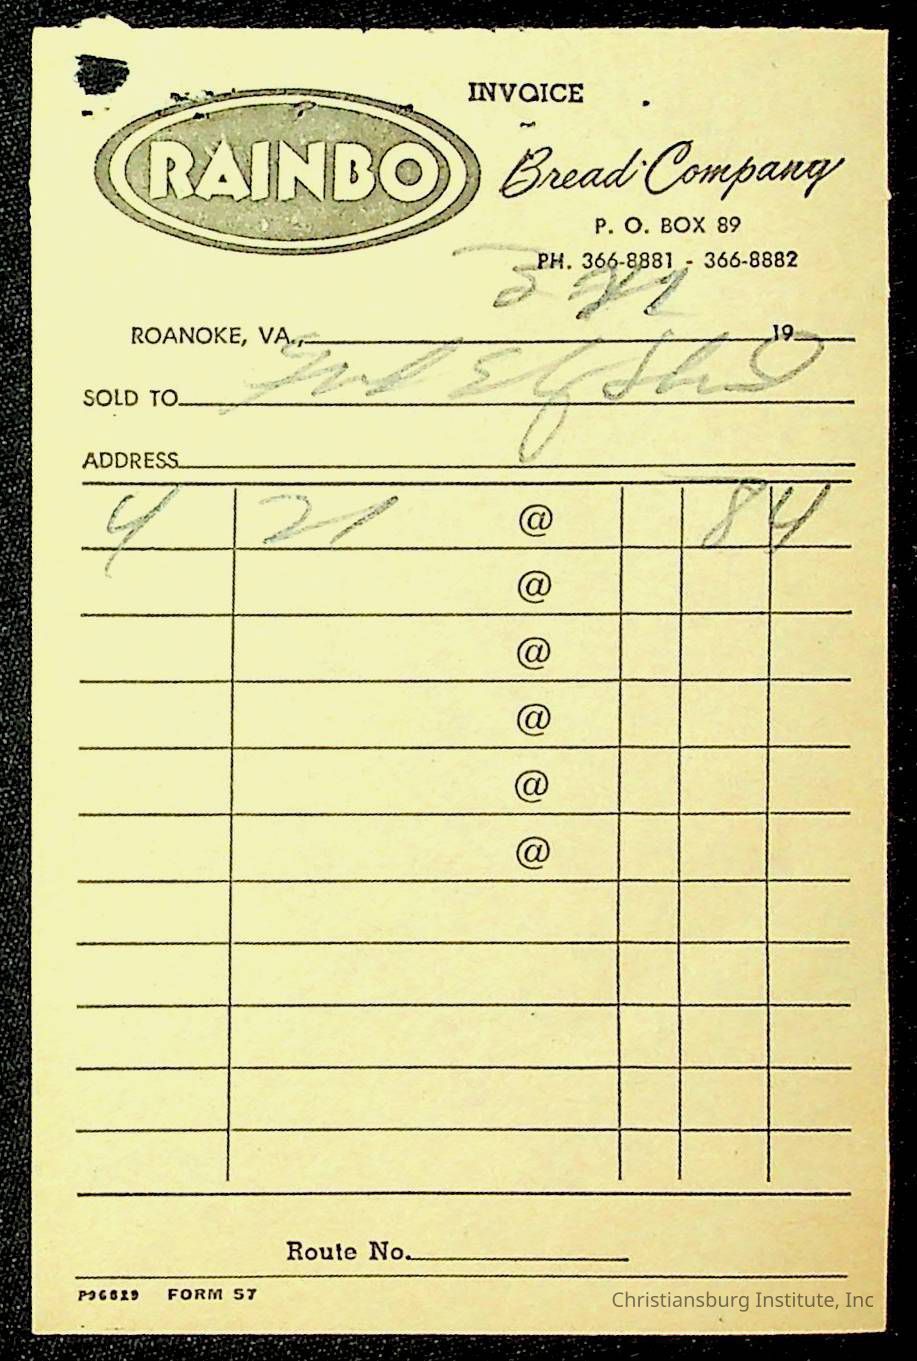 INVOICE
RAINBO
Bread Company
P. O. BOX 89
PH. 366-8881 - 366-8882
ROANOKE, VA., 19
SOLD TO
ADDRESS
4 21 @ 84
@
@
@
@
@
Route No.
P96819 FORM 57
Christiansburg Institute, Inc